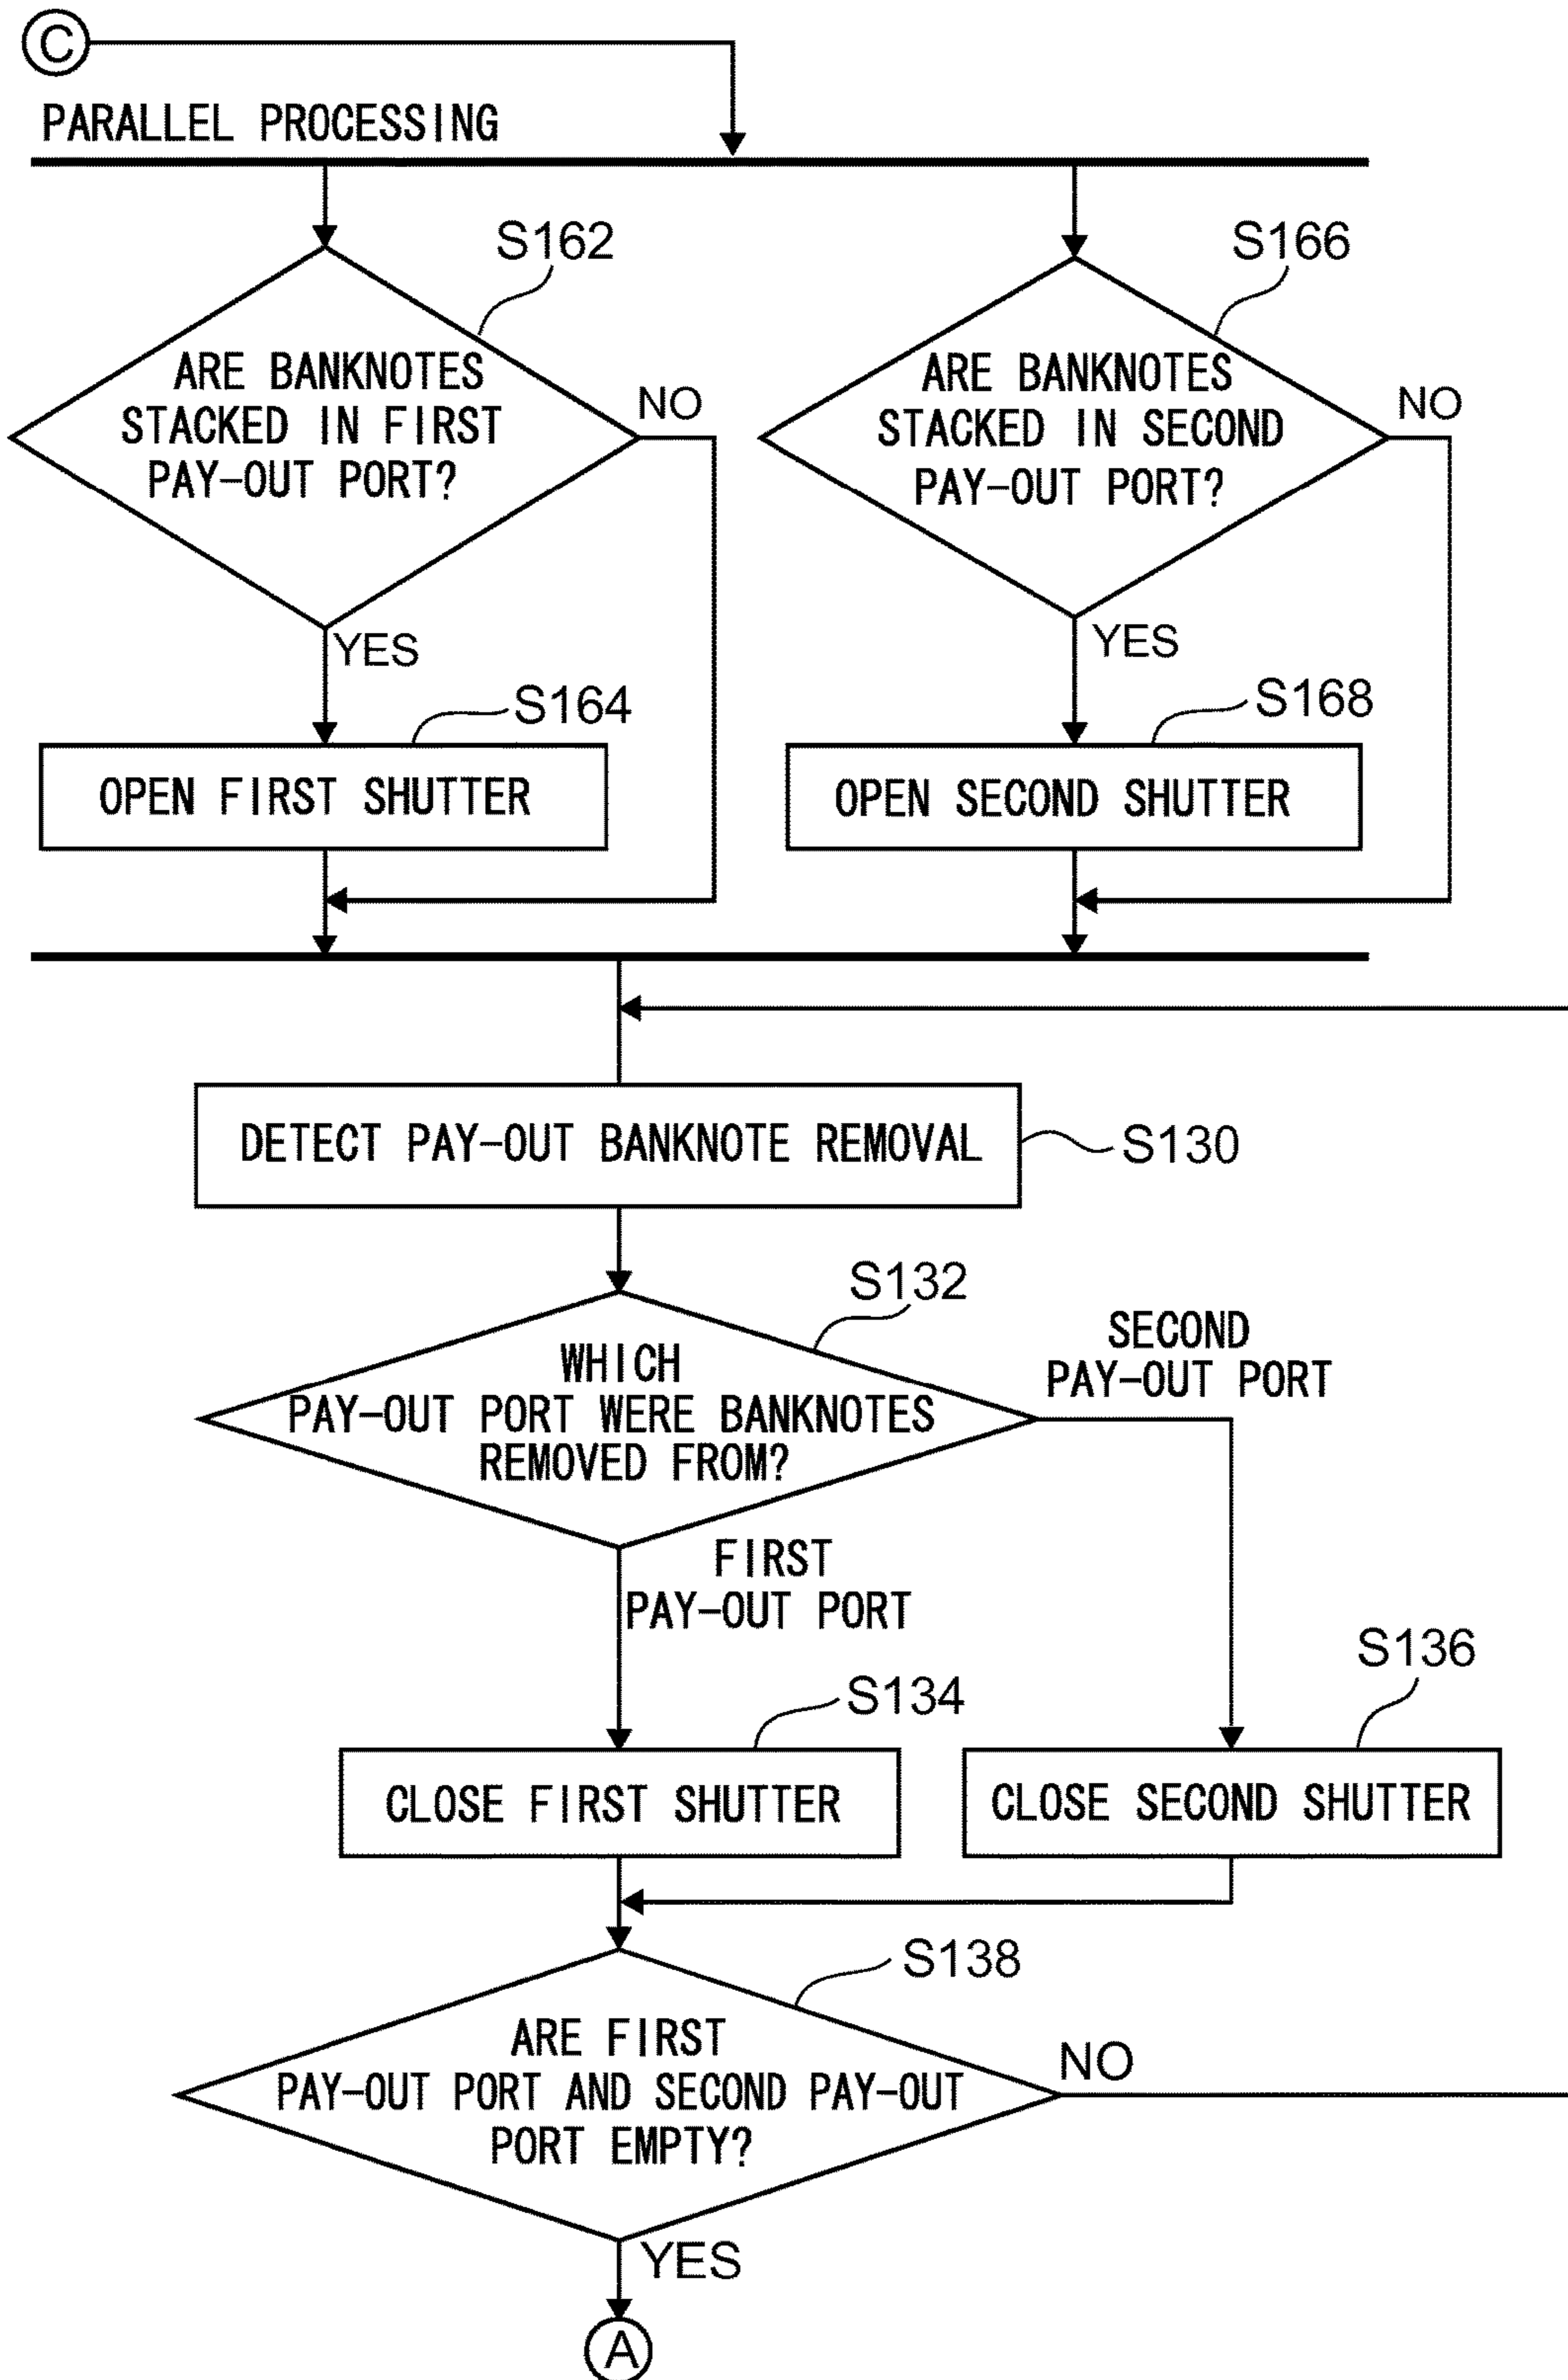 C
PARALLEL PROCESSING
S162
S166
ARE BANKNOTES
STACKED IN FIRST
PAY-OUT PORT?
NO
ARE BANKNOTES
STACKED IN SECOND
PAY-OUT PORT?
NO
YES
YES
S164
S168
OPEN FIRST SHUTTER
OPEN SECOND SHUTTER
DETECT PAY-OUT BANKNOTE REMOVAL
S130
S132
WHICH
PAY-OUT PORT WERE BANKNOTES
REMOVED FROM?
SECOND
PAY-OUT PORT
FIRST
PAY-OUT PORT
S134
S136
CLOSE FIRST SHUTTER
CLOSE SECOND SHUTTER
S138
ARE FIRST
PAY-OUT PORT AND SECOND PAY-OUT
PORT EMPTY?
NO
YES
A